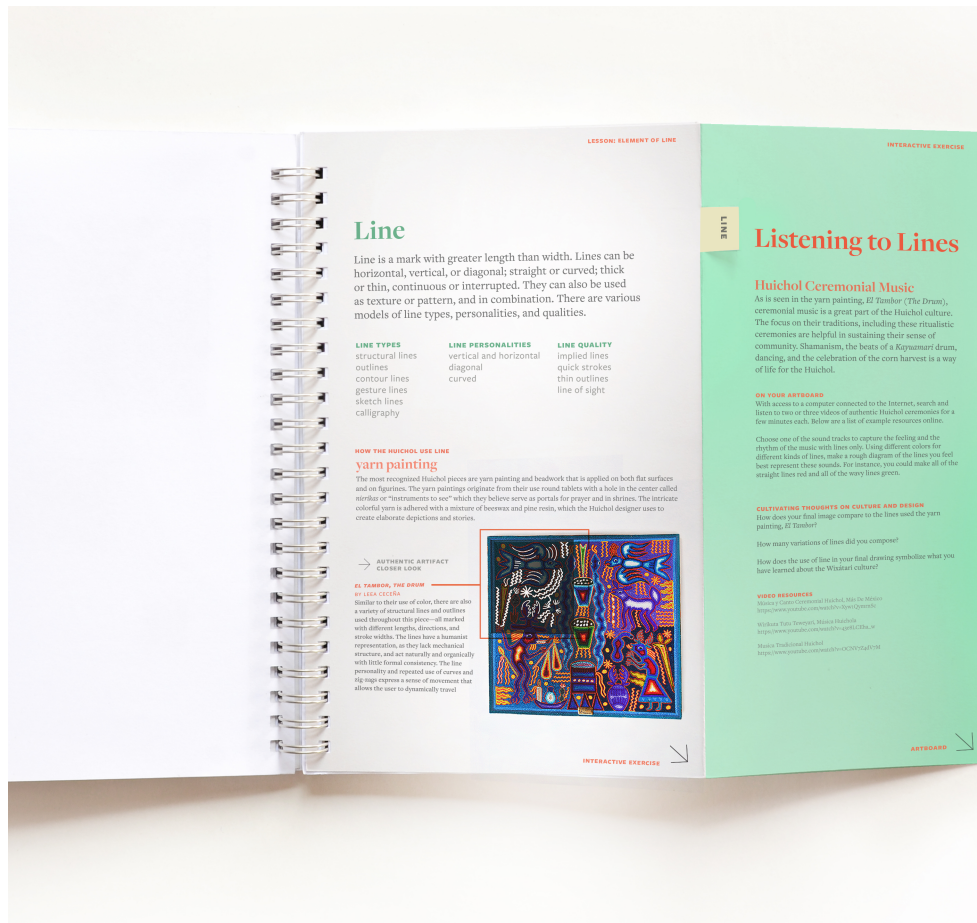 LESSON: ELEMENT OF LINE
Line
Line is a mark with greater length than width. Lines can be
horizontal, vertical, or diagonal; straight or curved; thick
or thin, continuous or interrupted. They can also be used
as texture or pattern, and in combination. There are various
models of line types, personalities, and qualities.
LINE TYPES
structural lines
outlines
contour lines
gesture lines
sketch lines
calligraphy
LINE PERSONALITIES
vertical and horizontal
diagonal
curved
LINE QUALITY
implied lines
quick strokes
thin outlines
line of sight
HOW THE HUICHOL USE LINE
yarn painting
The most recognized Huichol pieces are yarn painting and beadwork that is applied on both flat surfaces
and on figurines. The yarn paintings originate from their use round tablets with a hole in the center called
nierikas or “instruments to see” which they believe serve as portals for prayer and in shrines. The intricate
colorful yarn is adhered with a mixture of beeswax and pine resin, which the Huichol designer uses to
create elaborate depictions and stories.
AUTHENTIC ARTIFACT
CLOSER LOOK
EL TAMBOR, THE DRUM
BY LEEA CECEÑA
Similar to their use of color, there are also
a variety of structural lines and outlines
used throughout this piece—all marked
with different lengths, directions, and
stroke widths. The lines have a humanist
representation, as they lack mechanical
structure, and act naturally and organically
with little formal consistency. The line
personality and repeated use of curves and
zig-zags express a sense of movement that
allows the user to dynamically travel
INTERACTIVE EXERCISE
INTERACTIVE EXERCISE
LINE
Listening to Lines
Huichol Ceremonial Music
As is seen in the yarn painting, El Tambor (The Drum),
ceremonial music is a great part of the Huichol culture.
The focus on their traditions, including these ritualistic
ceremonies are helpful in sustaining their sense of
community. Shamanism, the beats of a Kayuamari drum,
dancing, and the celebration of the corn harvest is a way
of life for the Huichol.
ON YOUR ARTBOARD
With access to a computer connected to the Internet, search and
listen to two or three videos of authentic Huichol ceremonies for a
few minutes each. Below are a list of example resources online.
Choose one of the sound tracks to capture the feeling and the
rhythm of the music with lines only. Using different colors for
different kinds of lines, make a rough diagram of the lines you feel
best represent these sounds. For instance, you could make all of the
straight lines red and all of the wavy lines green.
CULTIVATING THOUGHTS ON CULTURE AND DESIGN
How does your final image compare to the lines used the yarn
painting, El Tambor?
How many variations of lines did you compose?
How does the use of line in your final drawing symbolize what you
have learned about the Wixátari culture?
VIDEO RESOURCES
Música y Canto Ceremonial Huichol, Más De México
Música Huichola
Musica Tradicional Huichol
ARTBOARD